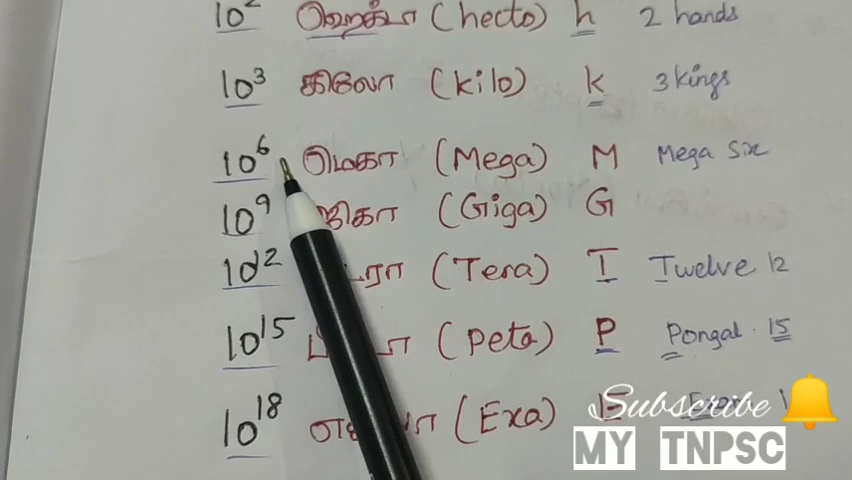 10² ஹெக்டா (hecto) h 2 hands
10³ கிலோ (kilo) k 3 kings
10⁶ மெகா (Mega) M Mega Six
10⁹ ஜிகா (Giga) G
10¹² (Tera) T Twelve 12
10¹⁵ (peta) P Pongal 15
10¹⁸ (Exa) E
Subscribe
MY TNPSC